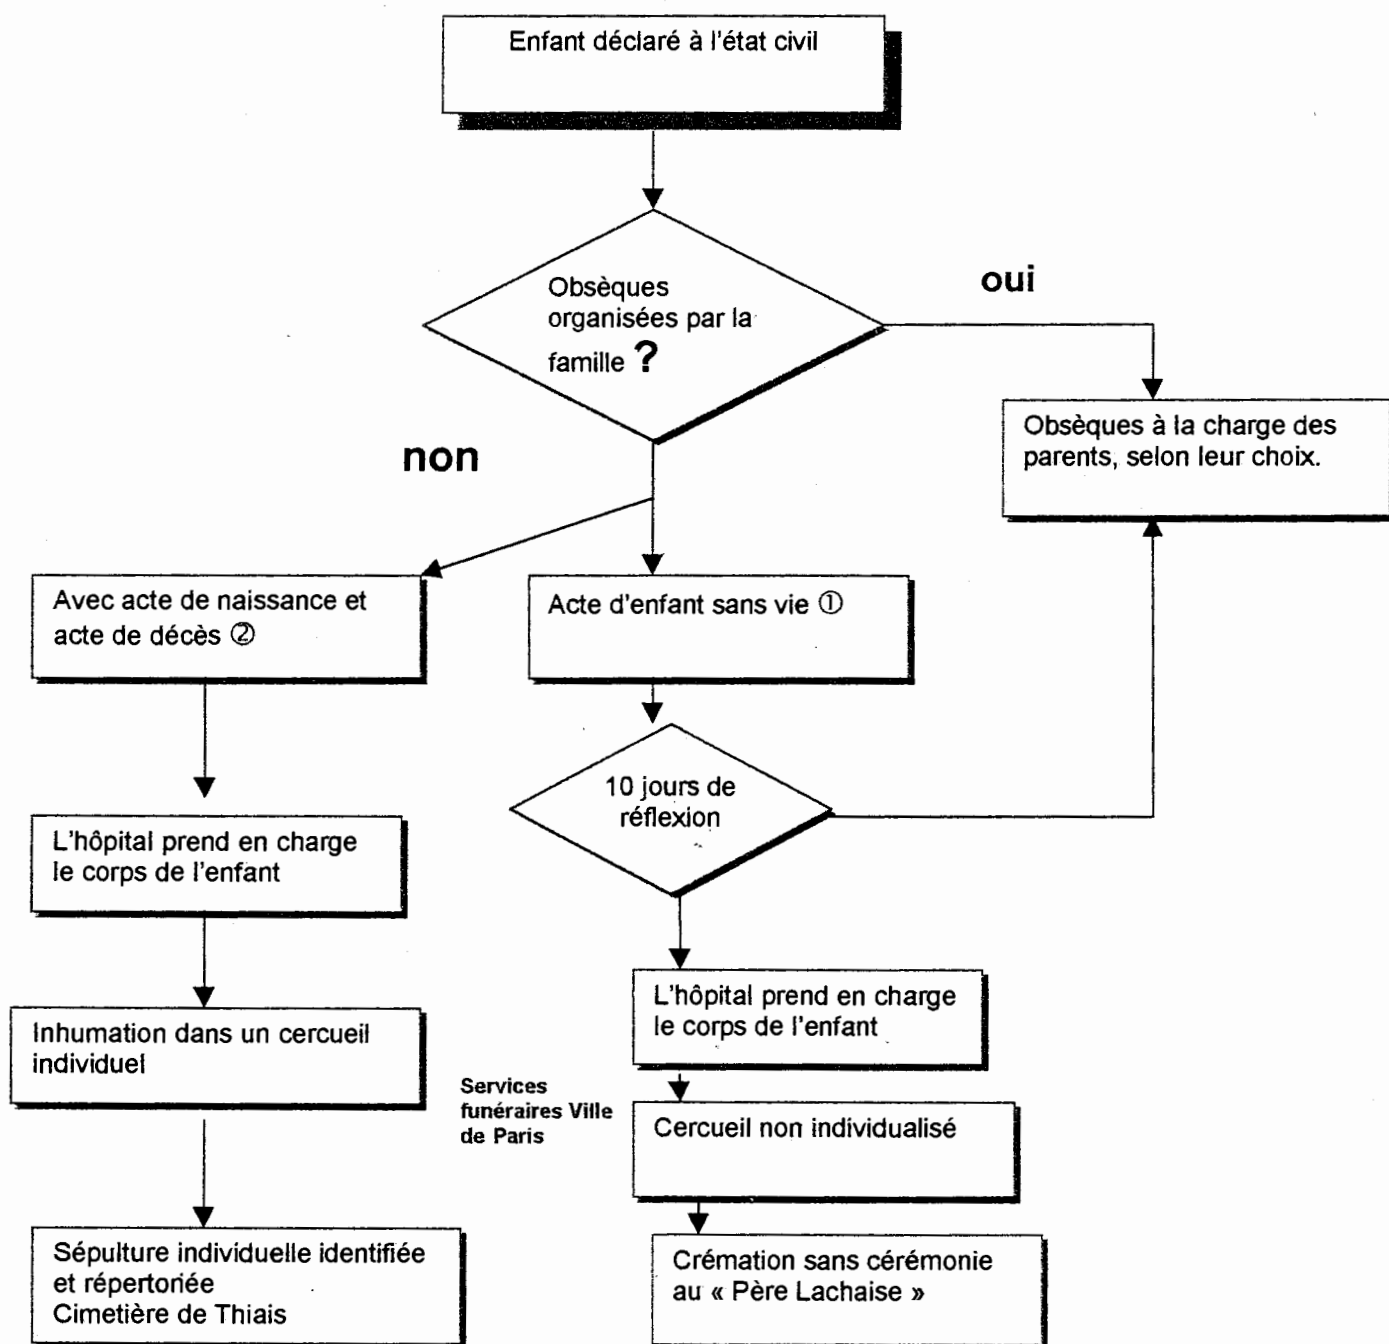 Enfant déclaré à l'état civil
oui
Obsèques
organisées par la
famille ?
Obsèques à la charge des
parents, selon leur choix.
non
Avec acte de naissance et
acte de décès ②
Acte d'enfant sans vie ①
10 jours de
réflexion
L'hôpital prend en charge
le corps de l'enfant
L'hôpital prend en charge
le corps de l'enfant
Inhumation dans un cercueil
individuel
Services
funéraires Ville
de Paris
Cercueil non individualisé
Sépulture individuelle identifiée
et répertoriée
Cimetière de Thiais
Crémation sans cérémonie
au « Père Lachaise »